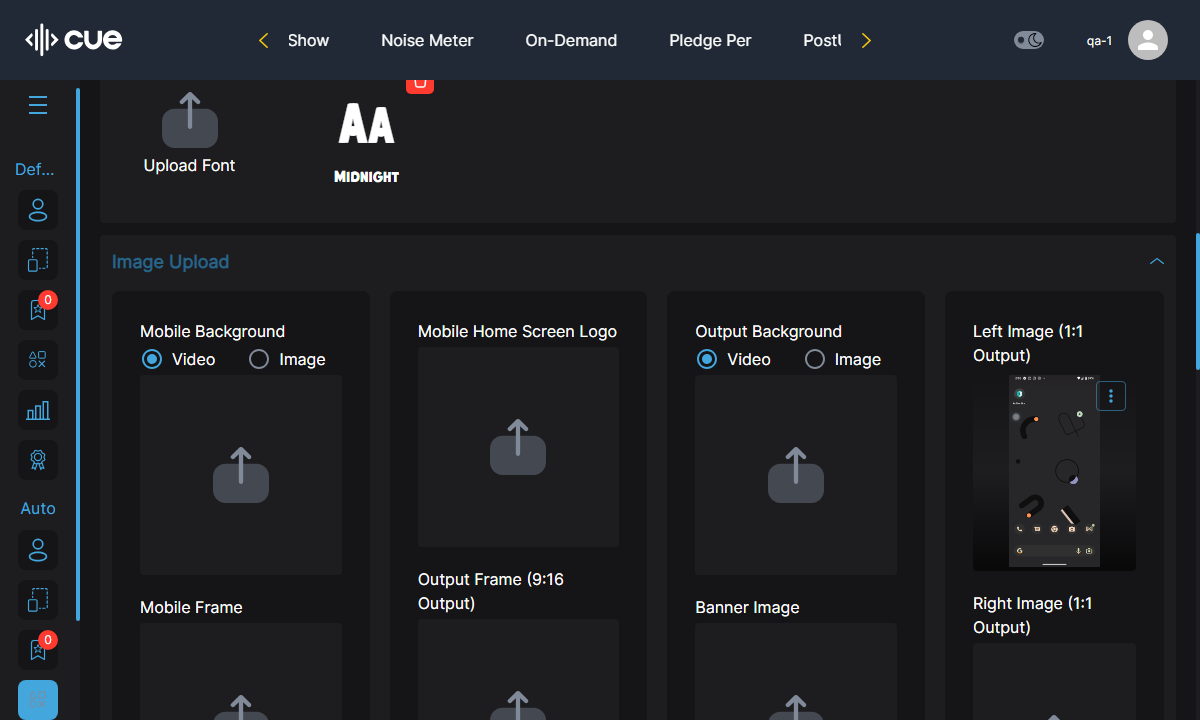 cue
Show
Noise Meter
On-Demand
Pledge Per
qa-1
Upload Font
AA
MIDNIGHT
Def...
0
Auto
0
Image Upload
Mobile Background
Video
Image
Mobile Home Screen Logo
Output Background
Video
Image
Left Image (1:1
Output)
Mobile Frame
Output Frame (9:16
Output)
Banner Image
Right Image (1:1
Output)